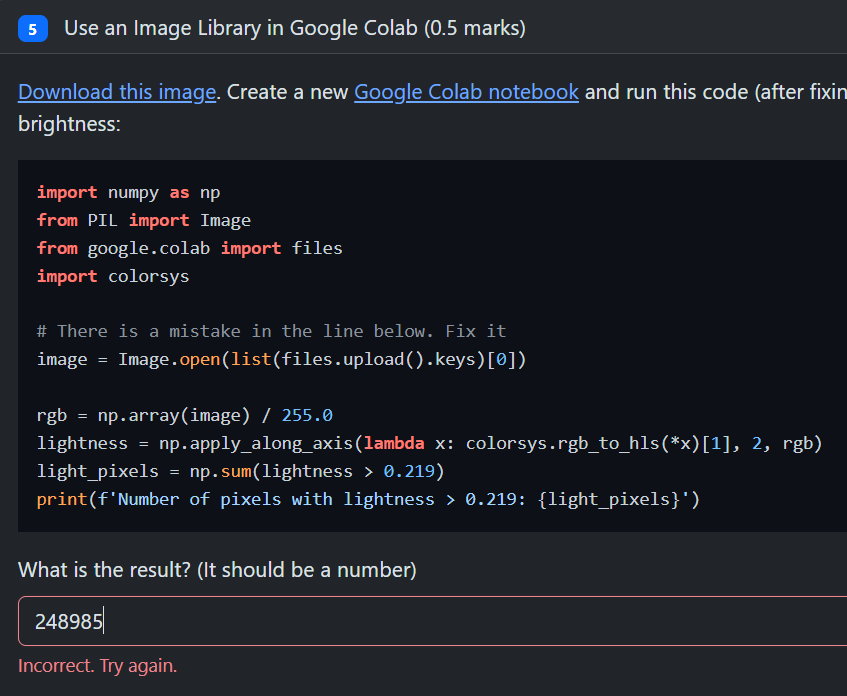 5 Use an Image Library in Google Colab (0.5 marks)
Download this image. Create a new Google Colab notebook and run this code (after
brightness:
import numpy as np
from PIL import Image
from google.colab import files
import colorsys
# There is a mistake in the line below. Fix it
image = Image.open(list(files.upload().keys)[0])
rgb = np.array(image) / 255.0
lightness = np.apply_along_axis(lambda x: colorsys.rgb_to_hls(*x)[1], 2, rgb)
light_pixels = np.sum(lightness > 0.219)
print(f'Number of pixels with lightness > 0.219: {light_pixels}')
What is the result? (It should be a number)
248985
Incorrect. Try again.